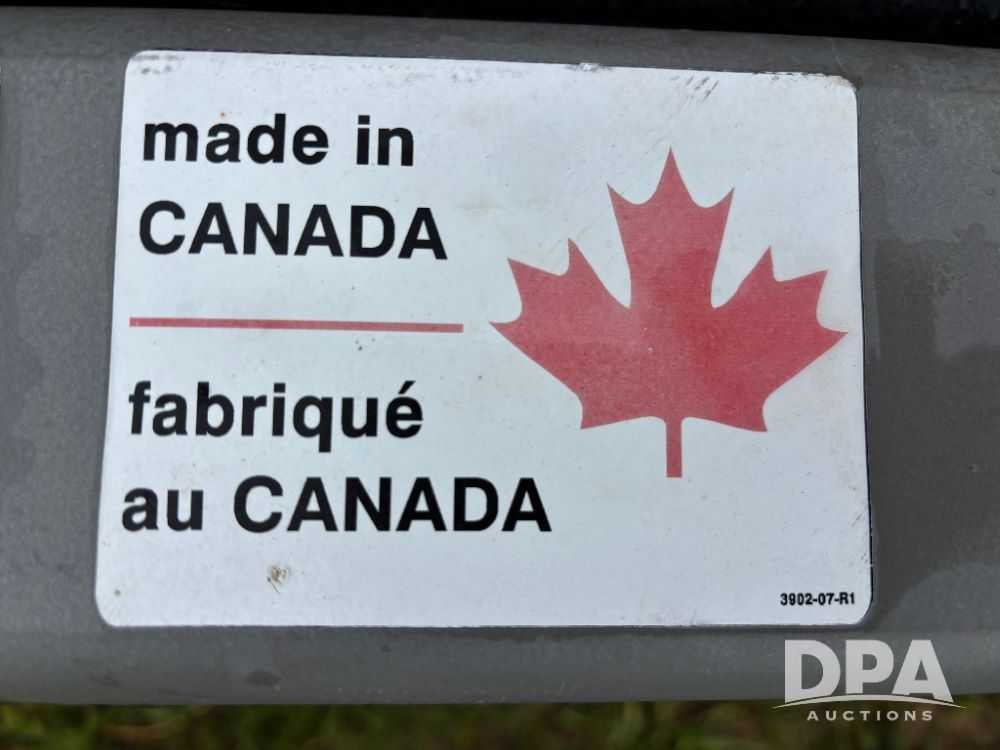 made in
CANADA
fabriqué
au CANADA
3902-07-R1
DPA
AUCTIONS